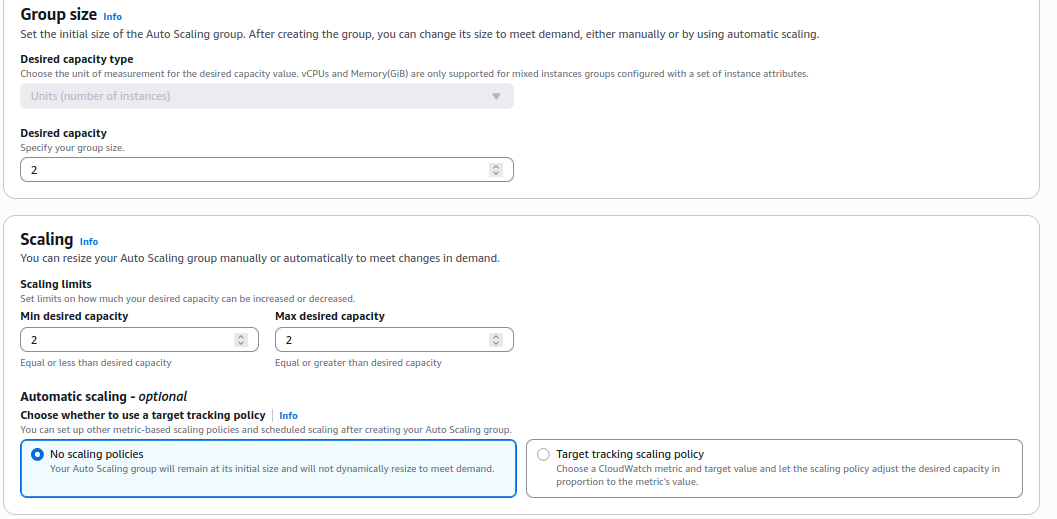 Group size Info
Set the initial size of the Auto Scaling group. After creating the group, you can change its size to meet demand, either manually or by using automatic scaling.
Desired capacity type
Choose the unit of measurement for the desired capacity value. vCPUs and Memory(GiB) are only supported for mixed instances groups configured with a set of instance attributes.
Units (number of instances)
Desired capacity
Specify your group size.
2
Scaling Info
You can resize your Auto Scaling group manually or automatically to meet changes in demand.
Scaling limits
Set limits on how much your desired capacity can be increased or decreased.
Min desired capacity Max desired capacity
2 2
Equal or less than desired capacity Equal or greater than desired capacity
Automatic scaling - optional
Choose whether to use a target tracking policy Info
You can set up other metric-based scaling policies and scheduled scaling after creating your Auto Scaling group.
No scaling policies
Your Auto Scaling group will remain at its initial size and will not dynamically resize to meet demand.
Target tracking scaling policy
Choose a CloudWatch metric and target value and let the scaling policy adjust the desired capacity in
proportion to the metric's value.